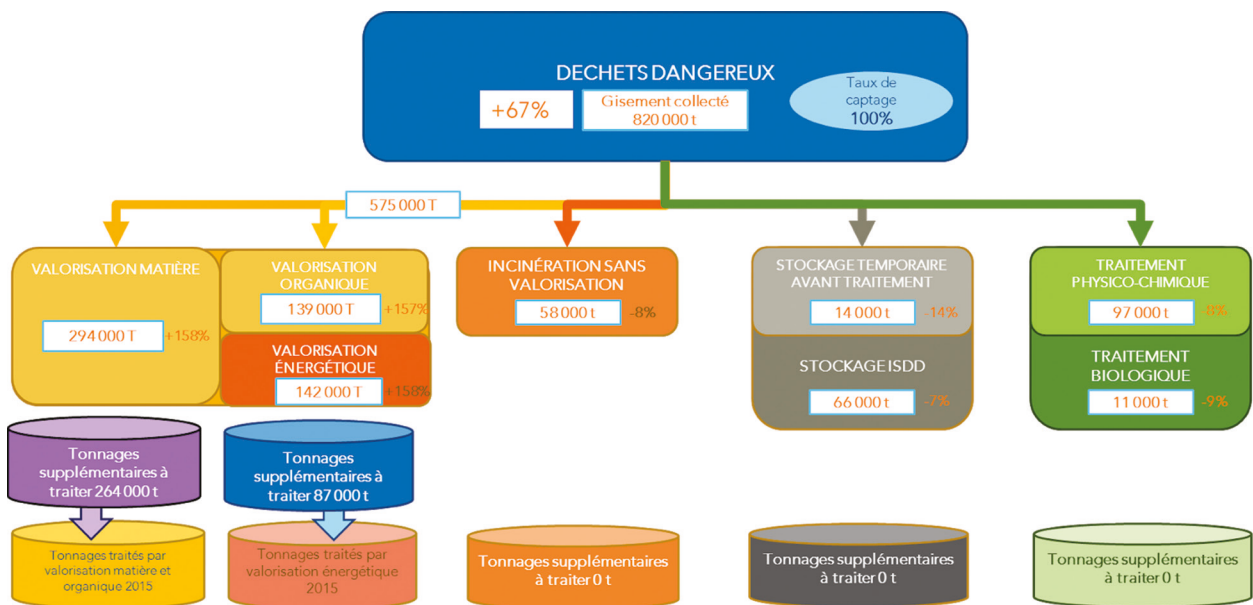 DECHETS DANGEREUX
+67%
Gisement collecté
820 000 t
Taux de
captage
100%
575 000 T
VALORISATION MATIÈRE
294 000 T
+158%
VALORISATION
ORGANIQUE
139 000 T
+157%
VALORISATION
ÉNERGÉTIQUE
142 000 T
+158%
INCINÉRATION SANS
VALORISATION
58 000 t
-8%
STOCKAGE TEMPORAIRE
AVANT TRAITEMENT
14 000 t
-14%
STOCKAGE ISDD
66 000 t
-7%
TRAITEMENT
PHYSICO-CHIMIQUE
97 000 t
-8%
TRAITEMENT
BIOLOGIQUE
11 000 t
-9%
Tonnages
supplémentaires à
traiter 264 000 t
Tonnages
supplémentaires à
traiter 87 000 t
Tonnages traités par
valorisation matière et
organique 2015
Tonnages traités par
valorisation énergétique
2015
Tonnages supplémentaires
à traiter 0 t
Tonnages supplémentaires
à traiter 0 t
Tonnages supplémentaires
à traiter 0 t